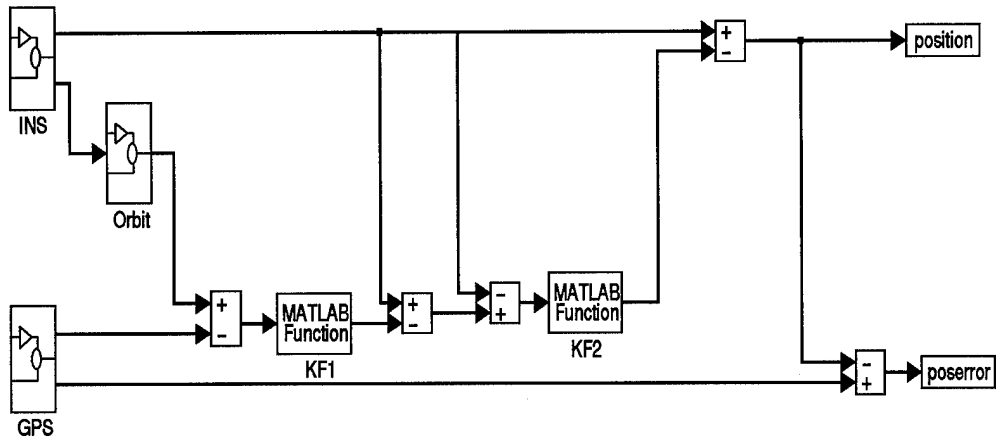 +
−
position
INS
Orbit
+
−
MATLAB
Function
KF1
+
−
−
+
MATLAB
Function
KF2
−
+
poserror
GPS